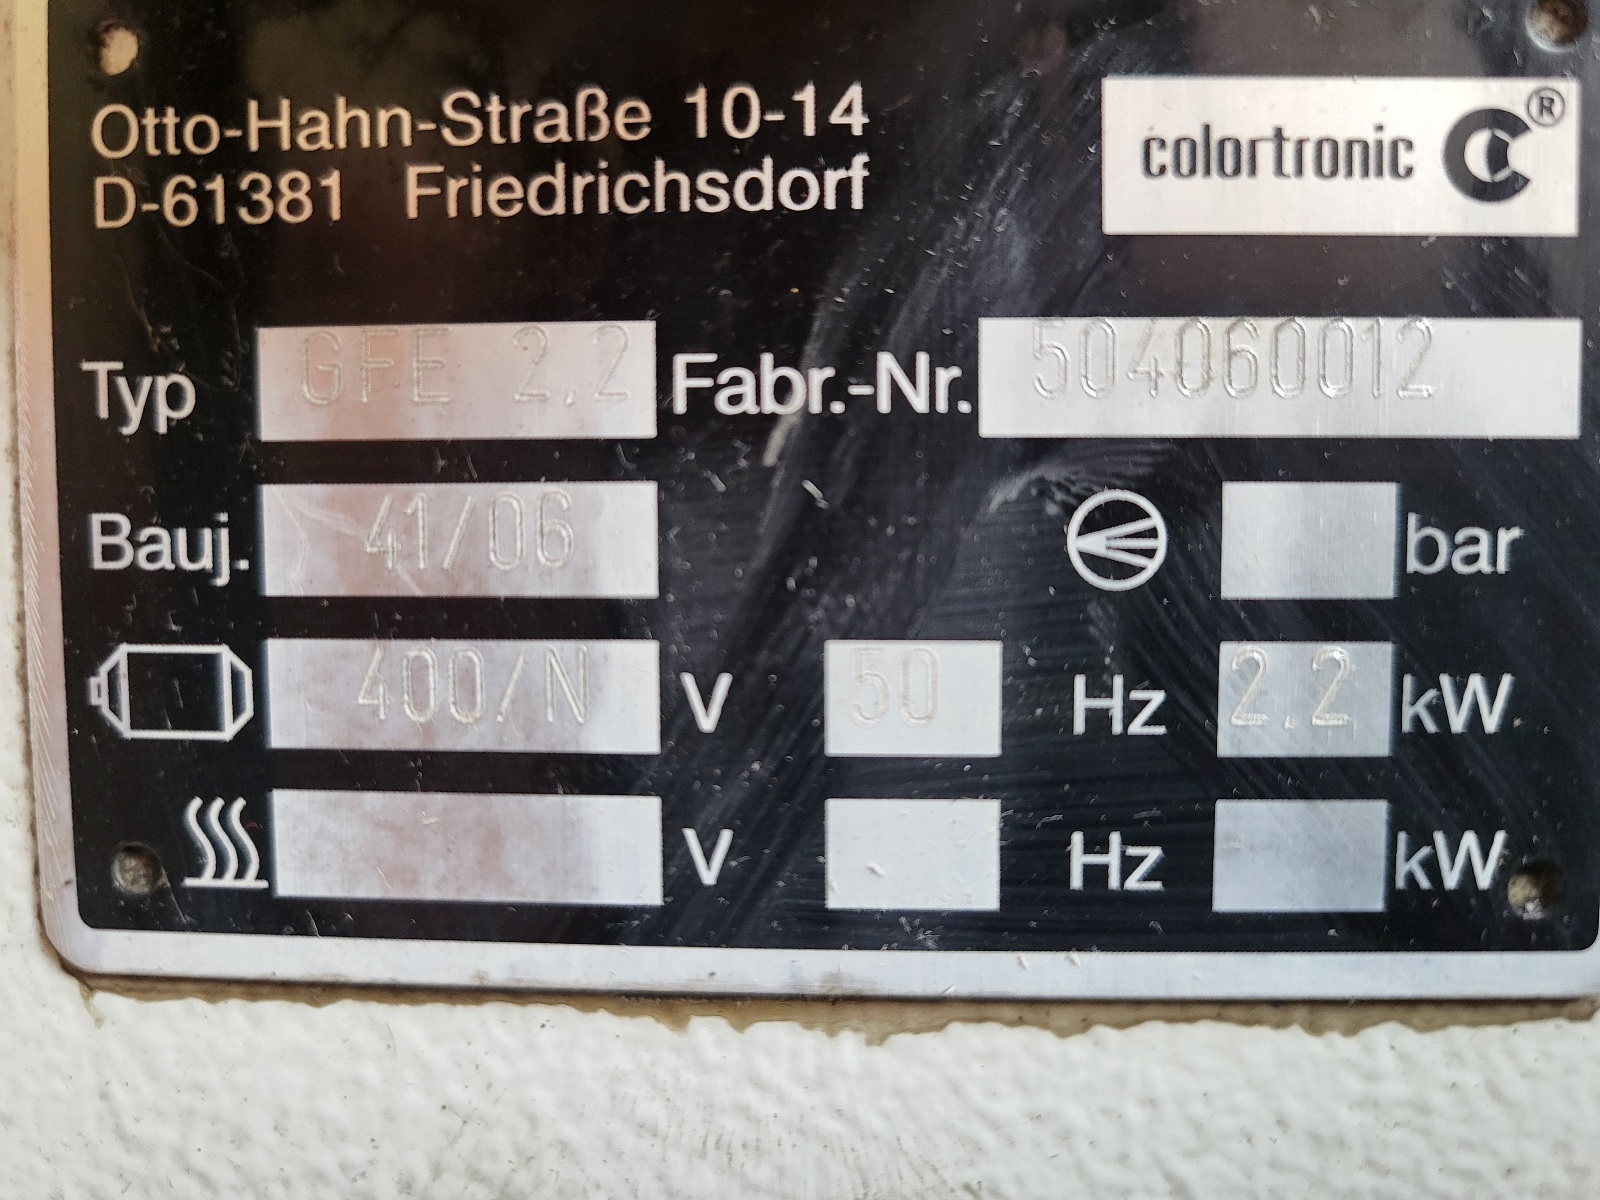 Otto-Hahn-Straße 10-14
D-61381 Friedrichsdorf
colortronic C®
Typ GFE 2,2 Fabr.-Nr. 504060012
Bauj. 41/06 bar
400/N V 50 Hz 2,2 kW
V Hz kW